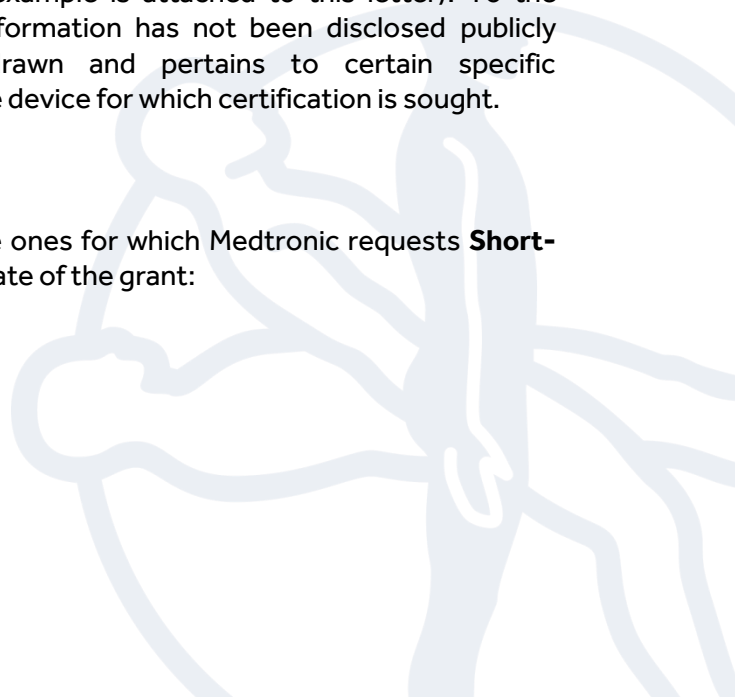 example is attached to this letter). To the
formation has not been disclosed publicly
rawn and pertains to certain specific
device for which certification is sought.
ones for which Medtronic requests Short-
ate of the grant: